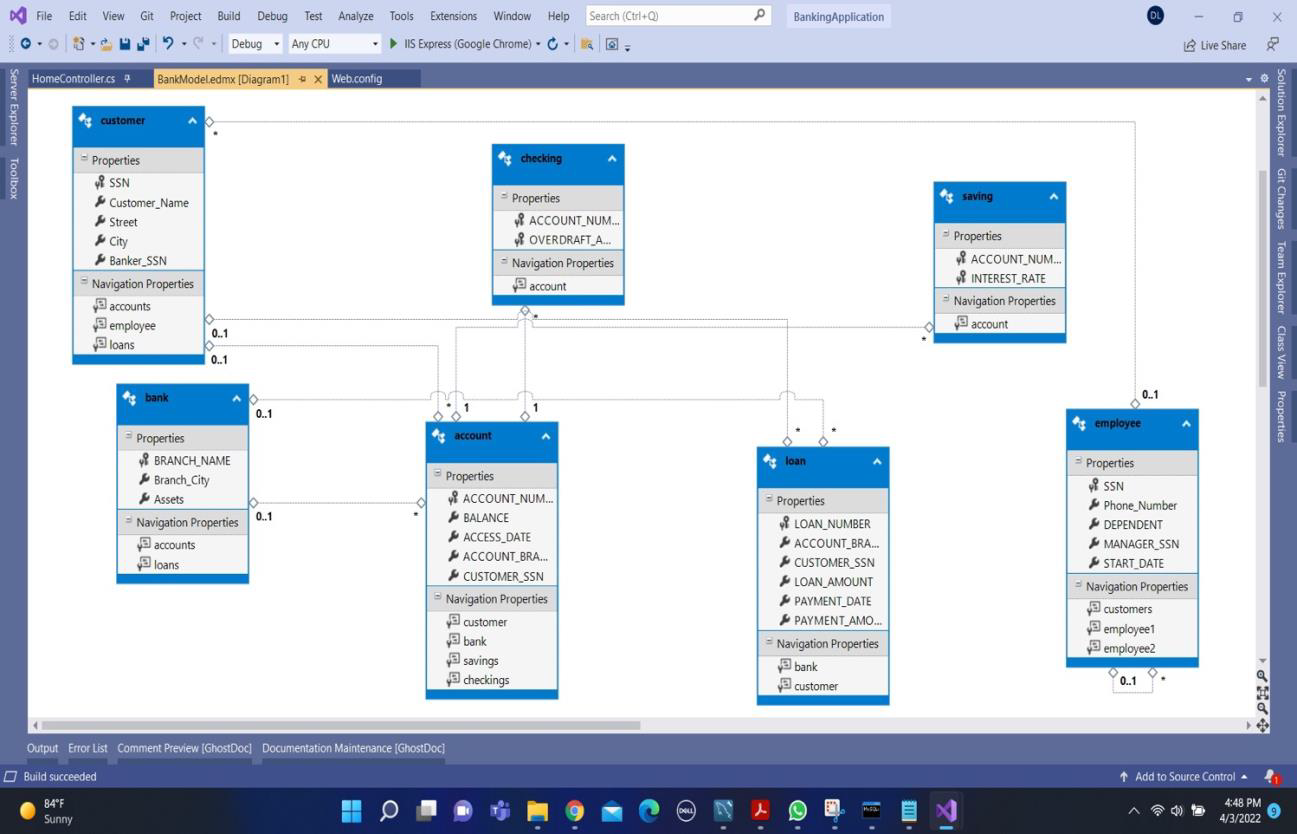 File Edit View Git Project Build Debug Test Analyze Tools Extensions Window Help Search (Ctrl+Q) BankingApplication DL
Debug Any CPU IIS Express (Google Chrome) Live Share
HomeController.cs BankModel.edmx [Diagram1] Web.config
Server Explorer
Toolbox
customer
*
Properties
SSN
Customer_Name
Street
City
Banker_SSN
Navigation Properties
accounts
employee
loans
0..1
0..1
checking
Properties
ACCOUNT_NUM...
OVERDRAFT_A...
Navigation Properties
account
*
saving
Properties
ACCOUNT_NUM...
INTEREST_RATE
Navigation Properties
account
*
bank
0..1
Properties
BRANCH_NAME
Branch_City
Assets
0..1
Navigation Properties
accounts
loans
* 1 1
account
Properties
ACCOUNT_NUM...
*
BALANCE
ACCESS_DATE
ACCOUNT_BRA...
CUSTOMER_SSN
Navigation Properties
customer
bank
savings
checkings
* *
loan
Properties
LOAN_NUMBER
ACCOUNT_BRA...
CUSTOMER_SSN
LOAN_AMOUNT
PAYMENT_DATE
PAYMENT_AMO...
Navigation Properties
bank
customer
0..1
employee
Properties
SSN
Phone_Number
DEPENDENT
MANAGER_SSN
START_DATE
Navigation Properties
customers
employee1
employee2
0..1 *
Solution Explorer
Git Changes
Team Explorer
Class View
Properties
Output Error List Comment Preview [GhostDoc] Documentation Maintenance [GhostDoc]
Build succeeded Add to Source Control 1
84°F
Sunny
DELL
4:48 PM
4/3/2022 9